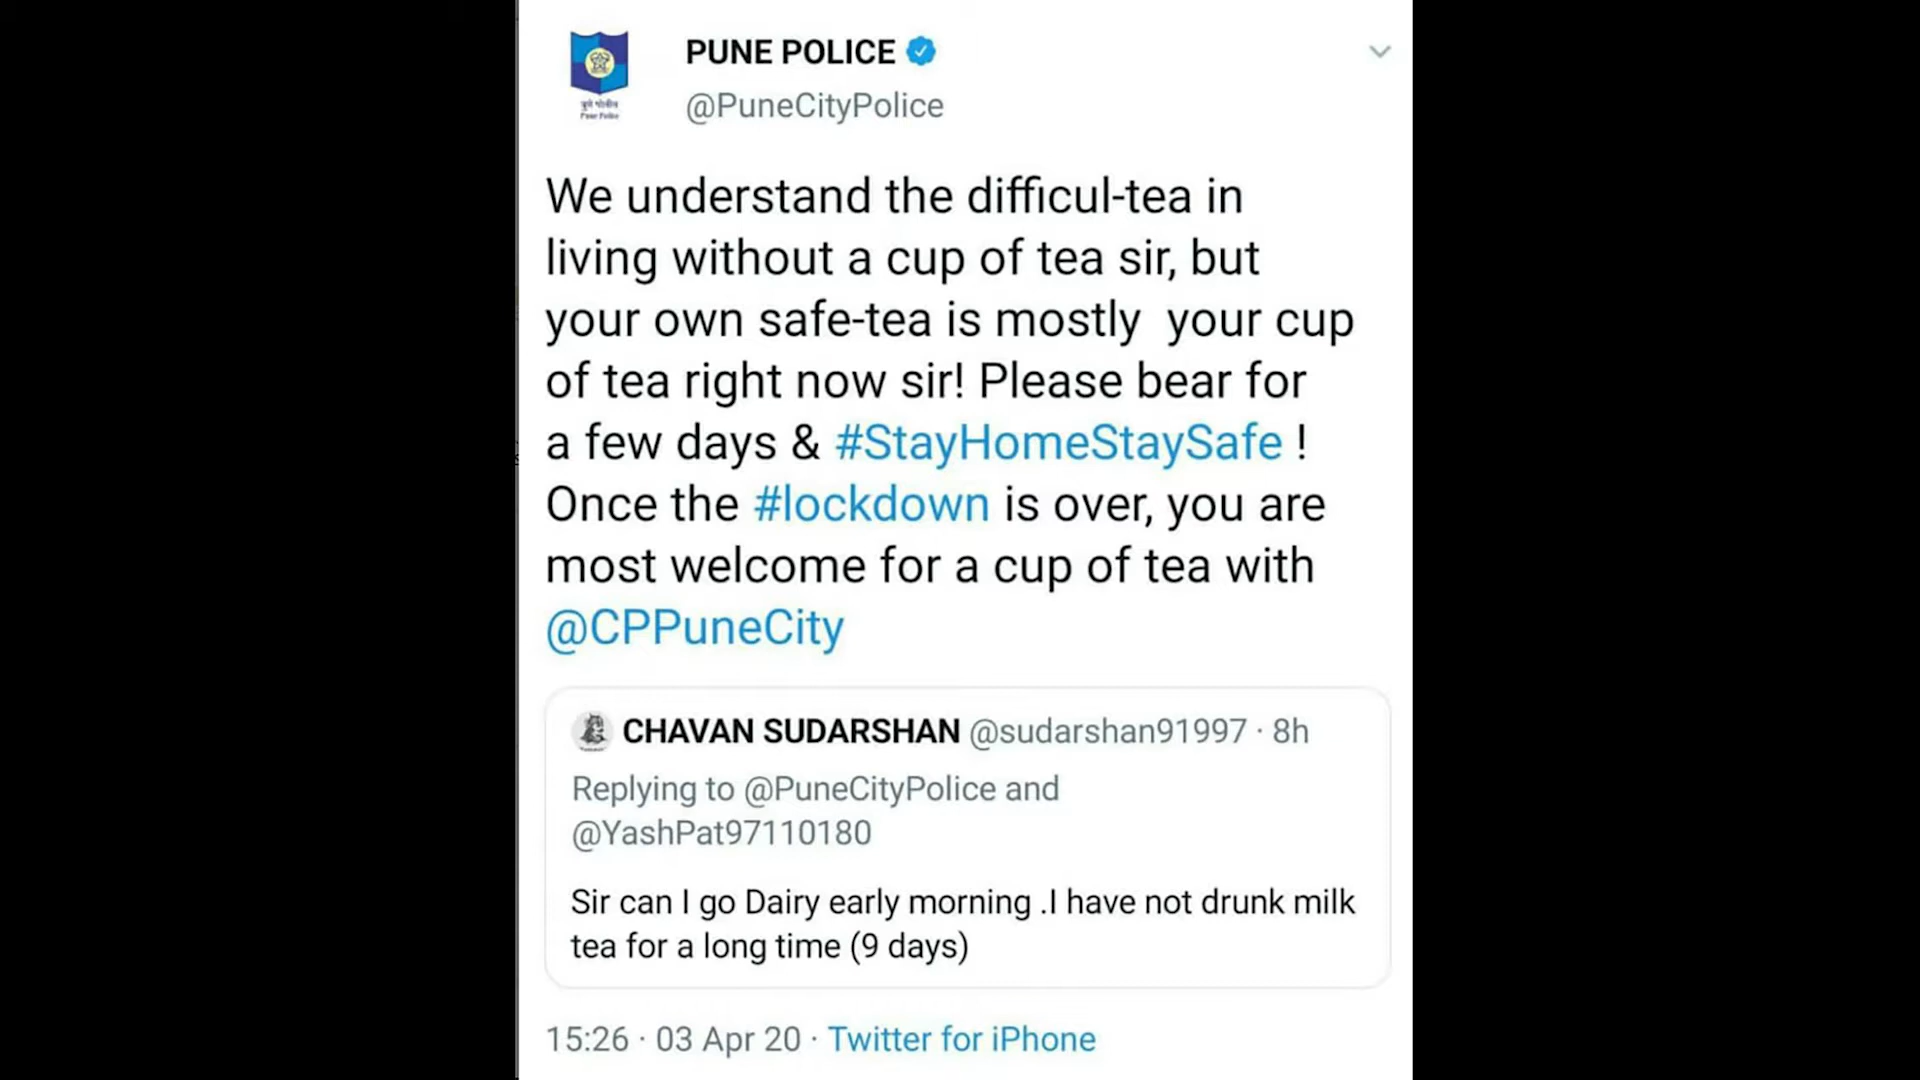 PUNE POLICE
@PuneCityPolice
पुणे पोलीस
Pune Police
We understand the difficul-tea in
living without a cup of tea sir, but
your own safe-tea is mostly  your cup
of tea right now sir! Please bear for
a few days & #StayHomeStaySafe !
Once the #lockdown is over, you are
most welcome for a cup of tea with
@CPPuneCity
CHAVAN SUDARSHAN @sudarshan91997 · 8h
Replying to @PuneCityPolice and
@YashPat97110180
Sir can I go Dairy early morning .I have not drunk milk
tea for a long time (9 days)
15:26 · 03 Apr 20 · Twitter for iPhone